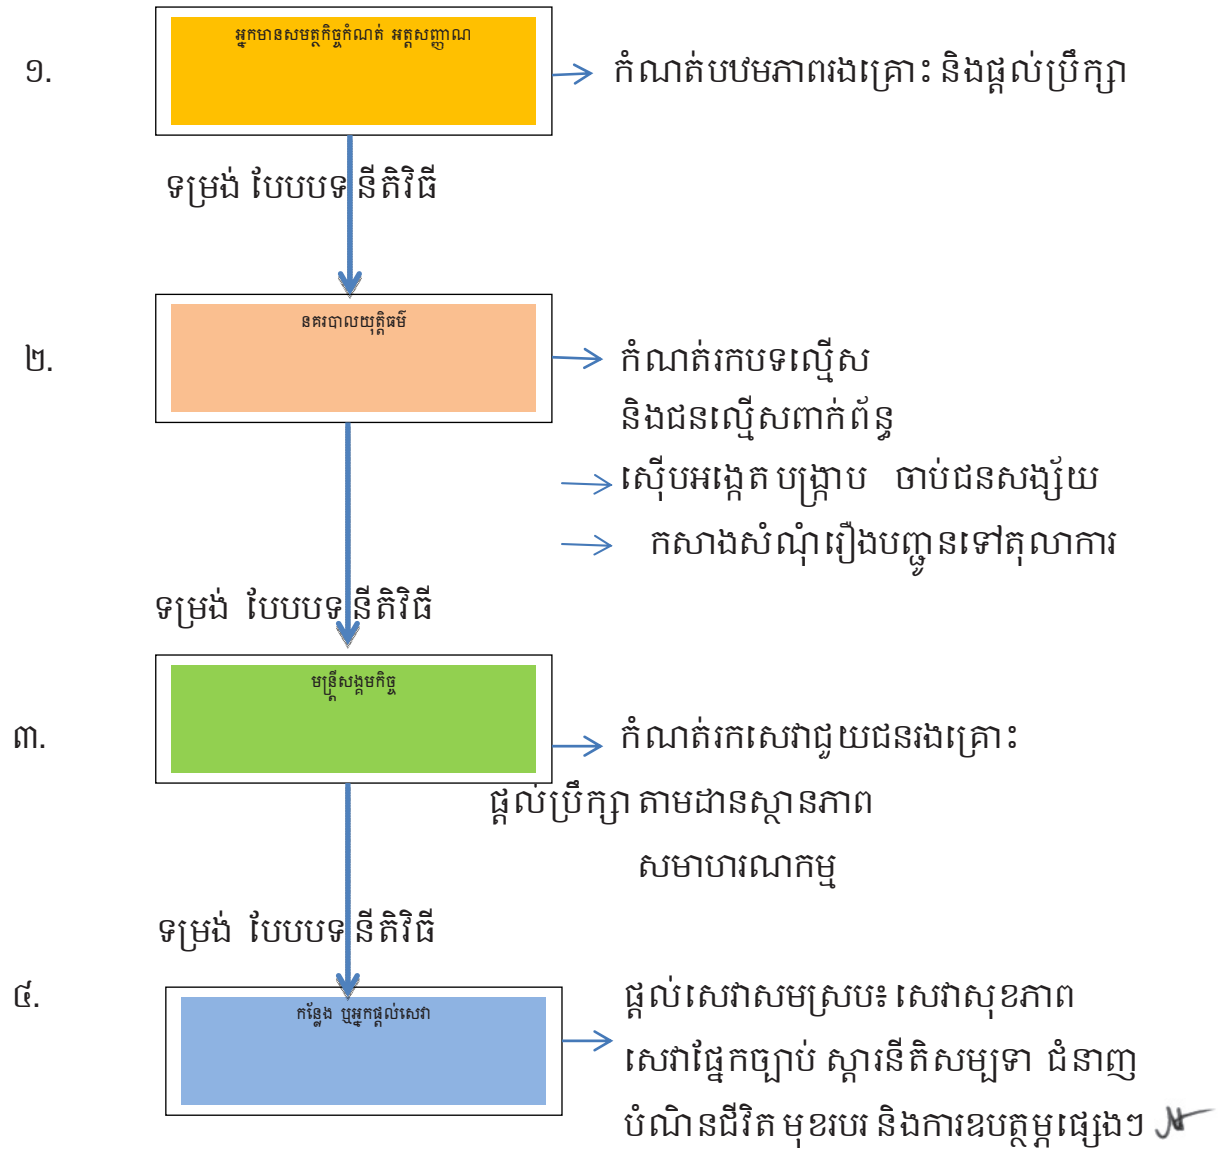 អ្នកមានសមត្ថកិច្ចកំណត់ អត្តសញ្ញាណ
១.
កំណត់បឋមភាពរងគ្រោះ និងផ្តល់ប្រឹក្សា
ទម្រង់ បែបបទ នីតិវិធី
នគរបាលយុត្តិធម៌
២.
កំណត់រកបទល្មើស
និងជនល្មើសពាក់ព័ន្ធ
ស៊ើបអង្កេត បង្ក្រាប ចាប់ជនសង្ស័យ
កសាងសំណុំរឿងបញ្ជូនទៅតុលាការ
ទម្រង់ បែបបទ នីតិវិធី
មន្ត្រីសង្គមកិច្ច
៣.
កំណត់រកសេវាជួយជនរងគ្រោះ
ផ្តល់ប្រឹក្សា តាមដានស្ថានភាព
សមាហរណកម្ម
ទម្រង់ បែបបទ នីតិវិធី
៤.
កន្លែង ឬអ្នកផ្តល់សេវា
ផ្តល់សេវាសមស្រប៖ សេវាសុខភាព
សេវាផ្នែកច្បាប់ ស្តារនីតិសម្បទា ជំនាញ
បំណិនជីវិត មុខរបរ និងការឧបត្ថម្ភផ្សេងៗ